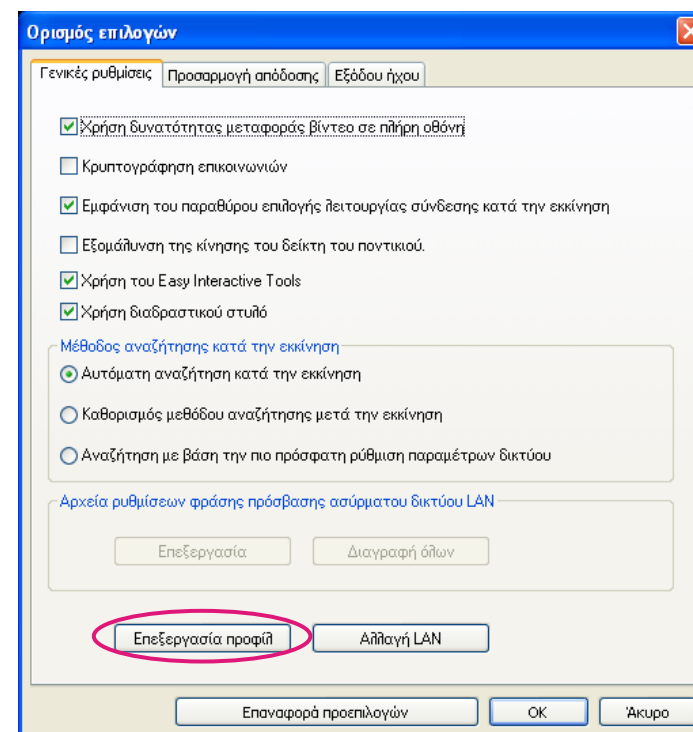 Ορισμός επιλογών
Γενικές ρυθμίσεις Προσαρμογή απόδοσης Εξόδου ήχου
Χρήση δυνατότητας μεταφοράς βίντεο σε πλήρη οθόνη
Κρυπτογράφηση επικοινωνιών
Εμφάνιση του παραθύρου επιλογής λειτουργίας σύνδεσης κατά την εκκίνηση
Εξομάλυνση της κίνησης του δείκτη του ποντικιού.
Χρήση του Easy Interactive Tools
Χρήση διαδραστικού στυλό
Μέθοδος αναζήτησης κατά την εκκίνηση
Αυτόματη αναζήτηση κατά την εκκίνηση
Καθορισμός μεθόδου αναζήτησης μετά την εκκίνηση
Αναζήτηση με βάση την πιο πρόσφατη ρύθμιση παραμέτρων δικτύου
Αρχεία ρυθμίσεων φράσης πρόσβασης ασύρματου δικτύου LAN
Επεξεργασία Διαγραφή όλων
Επεξεργασία προφίλ Αλλαγή LAN
Επαναφορά προεπιλογών OK Άκυρο